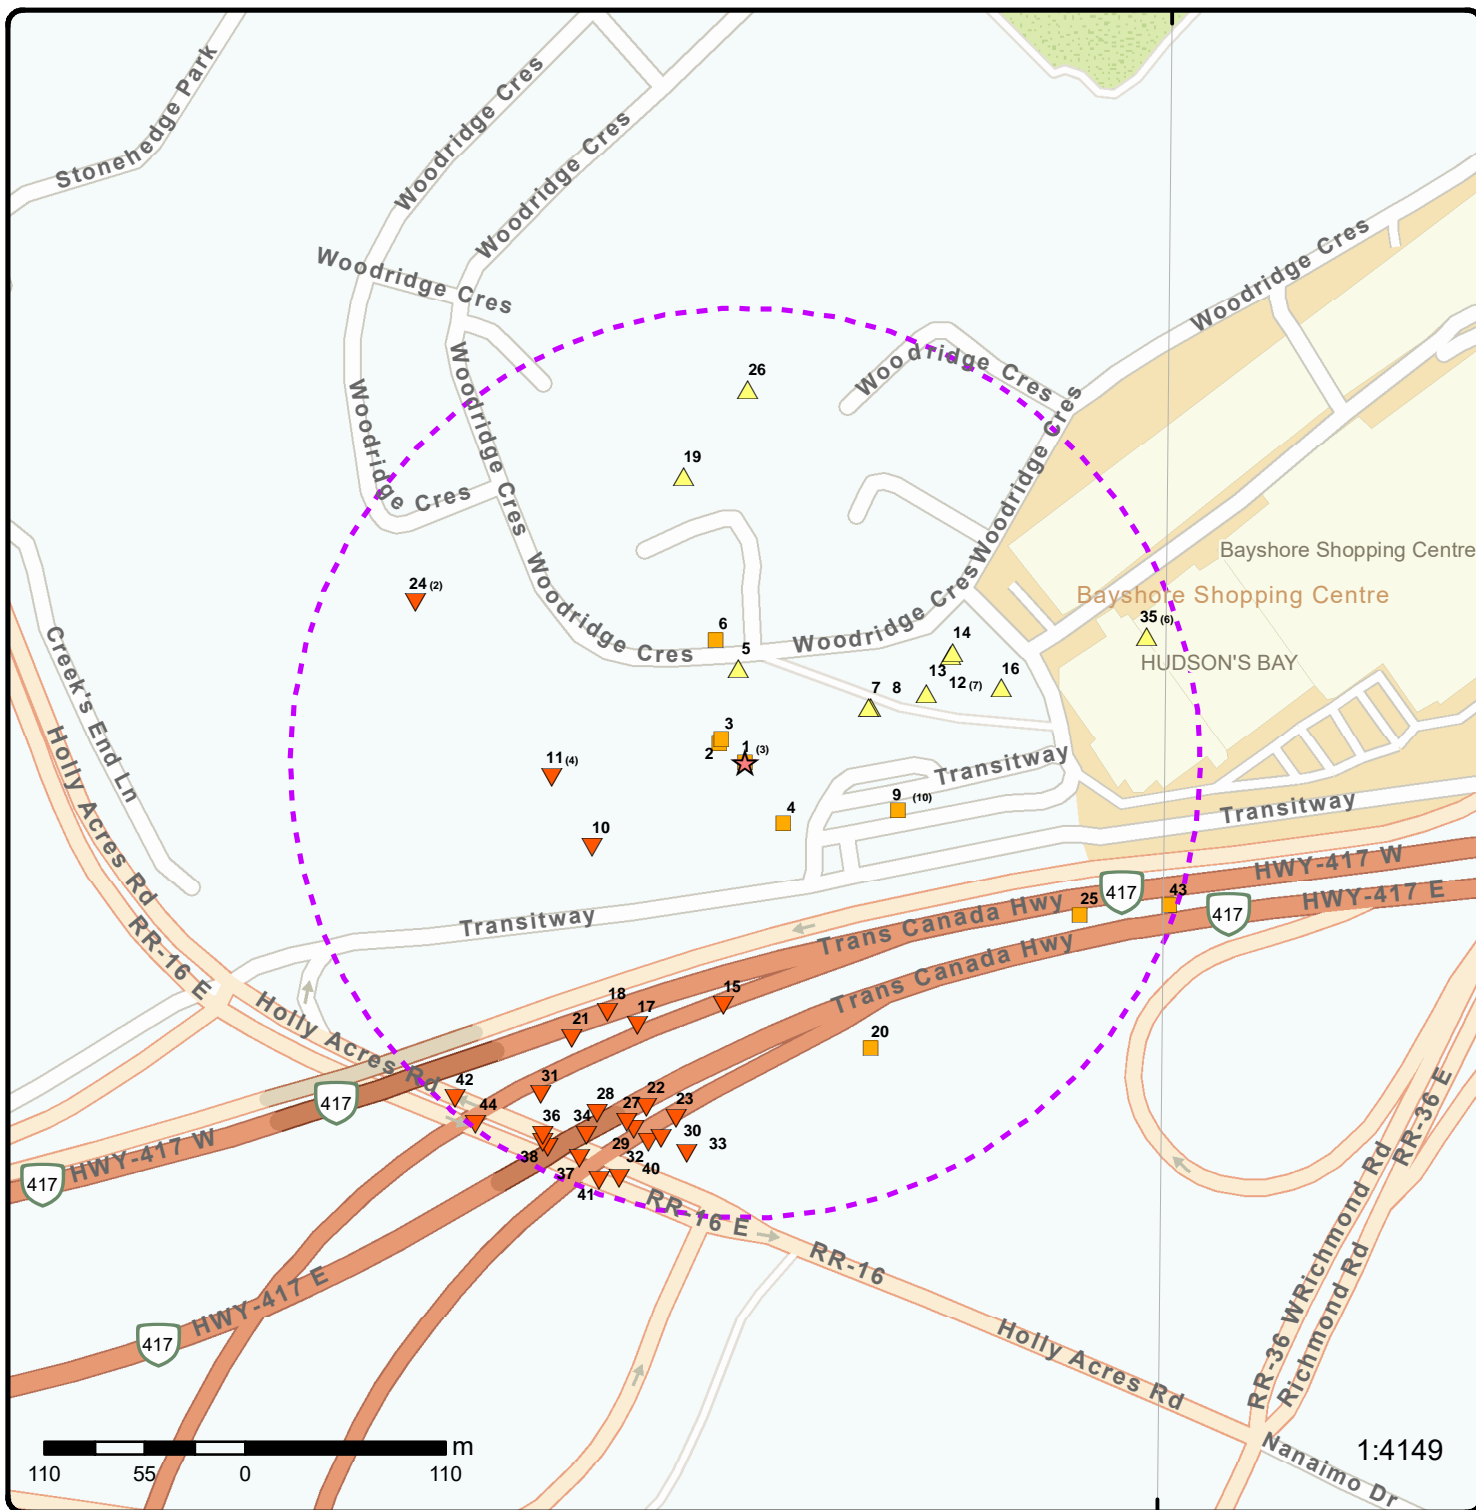 Stonehedge Park
Woodridge Cres
Woodridge Cres
Woodridge Cres
Woodridge Cres
Woodridge Cres
Woodridge Cres
26
Woodridge Cres
Woodridge Cres
Woodridge Cres
19
Woodridge Cres
Bayshore Shopping Centre
Bayshore Shopping Centre
24 (2)
Woodridge Cres
Woodridge Cres
35 (6)
HUDSON'S BAY
6
5
14
13
12 (7)
16
7
8
Creek's End Ln
3
2
1 (3)
11 (4)
Transitway
9 (10)
4
Transitway
10
Holly Acres Rd
HWY-417 W
417
43
HWY-417 E
417
25
Trans Canada Hwy
Transitway
RR-16 E
Trans Canada Hwy
15
18
17
21
20
Holly Acres Rd
42
31
417
44
28
22
27
23
36
34
29
30
33
38
32
37
40
41
HWY-417 W
417
RR-16 E
RR-36 E
RR-16
Richmond Rd
RR-36 W
Richmond Rd
HWY-417 E
417
Holly Acres Rd
Nanaimo Dr
m
110
55
0
110
1:4149